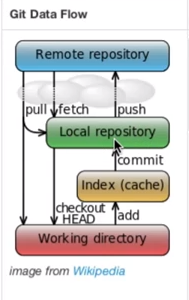 Git Data Flow
Remote repository
pull
fetch
push
Local repository
commit
Index (cache)
checkout
HEAD
add
Working directory
image from Wikipedia